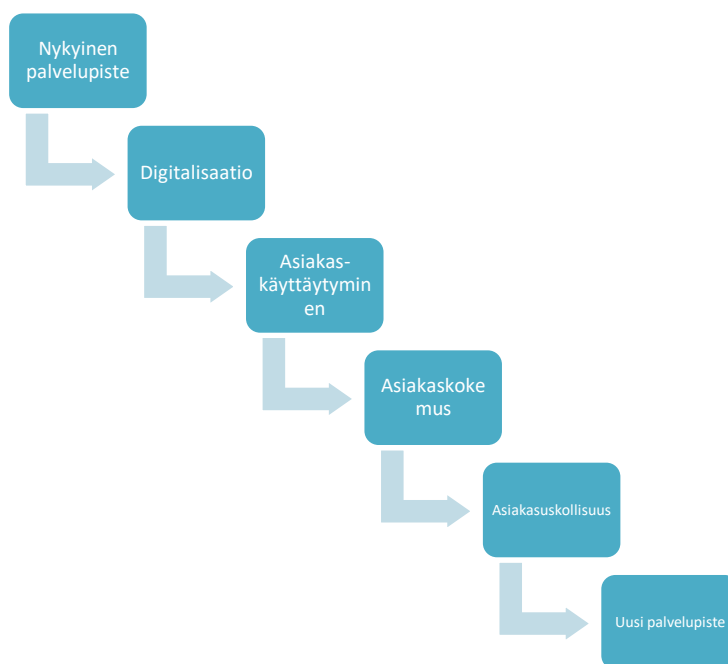 Nykyinen
palvelupiste
Digitalisaatio
Asiakas-
käyttäytymin
en
Asiakaskoke
mus
Asiakasuskollisuus
Uusi palvelupiste